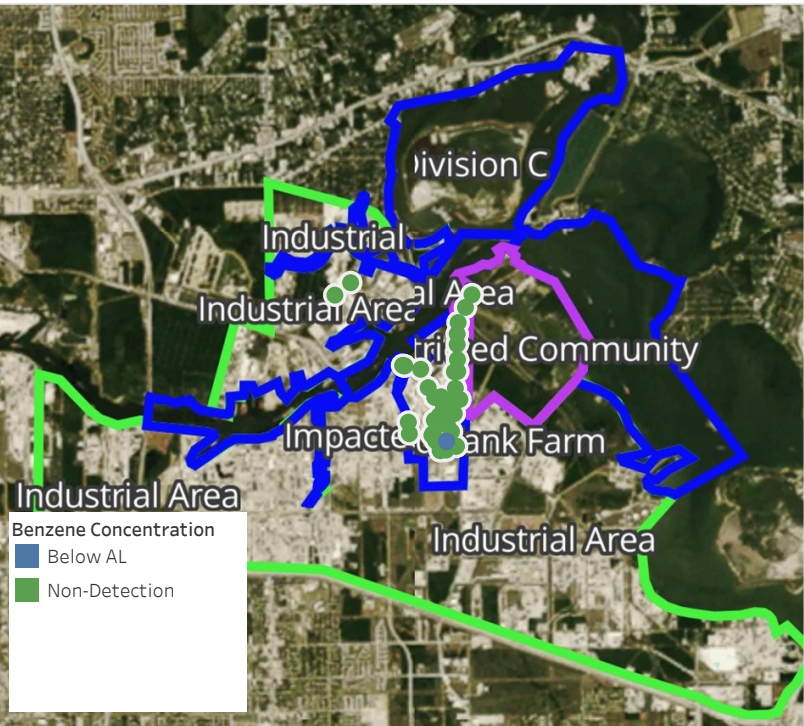 Division C
Industrial
al Area
Industrial Area
tricted Community
Impacted Tank Farm
Industrial Area
Industrial Area
Benzene Concentration
Below AL
Non-Detection